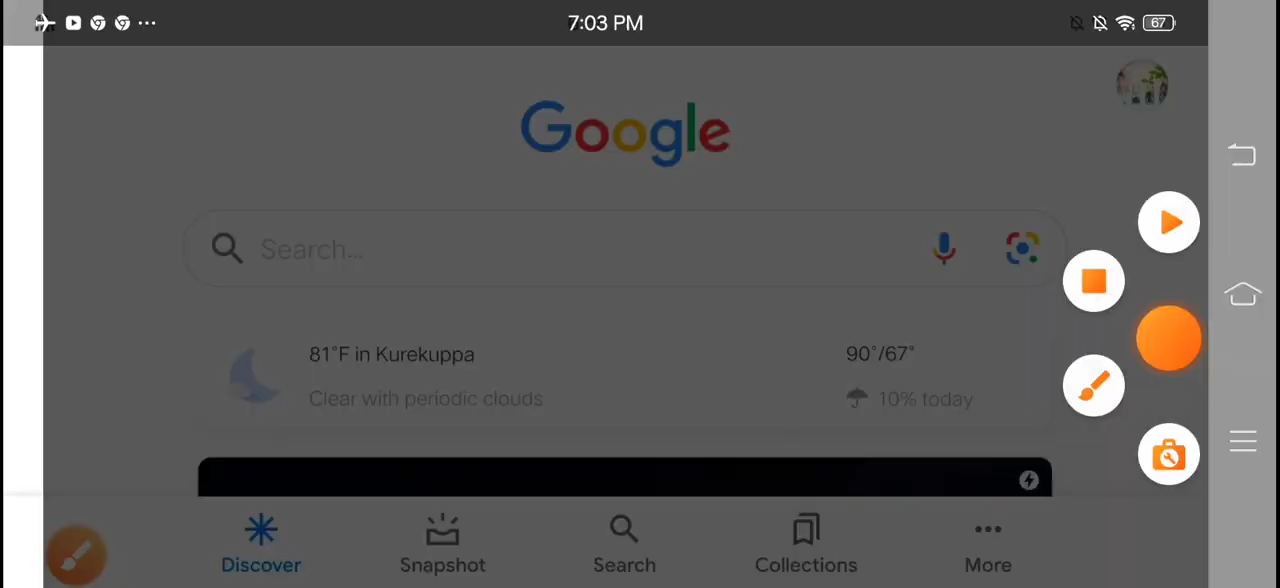 7:03 PM
67
Google
Search...
81°F in Kurekuppa
90°/67°
Clear with periodic clouds
10% today
Discover
Snapshot
Search
Collections
More